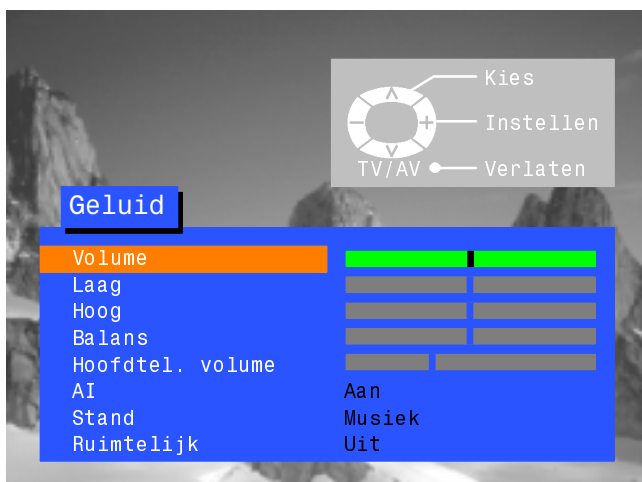 Kies
Instellen
TV/AV Verlaten
Geluid
Volume
Laag
Hoog
Balans
Hoofdtel. volume
AI Aan
Stand Musiek
Ruimtelijk Uit